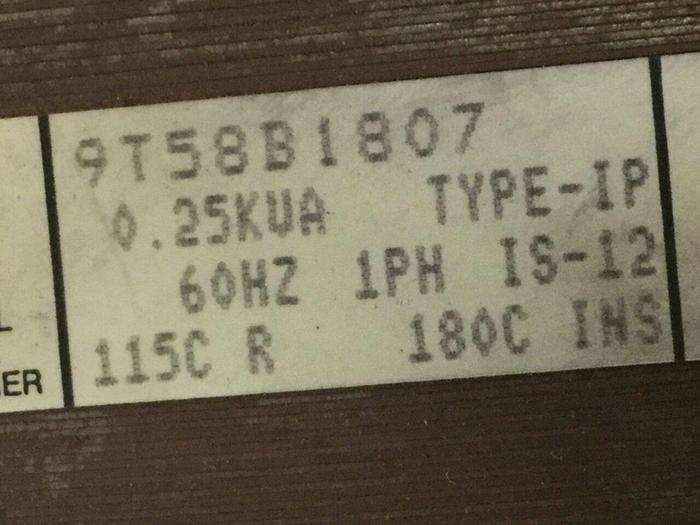 9T58B1807
0.25KVA TYPE-IP
60HZ 1PH IS-12
115C R 180C INS
L
ER